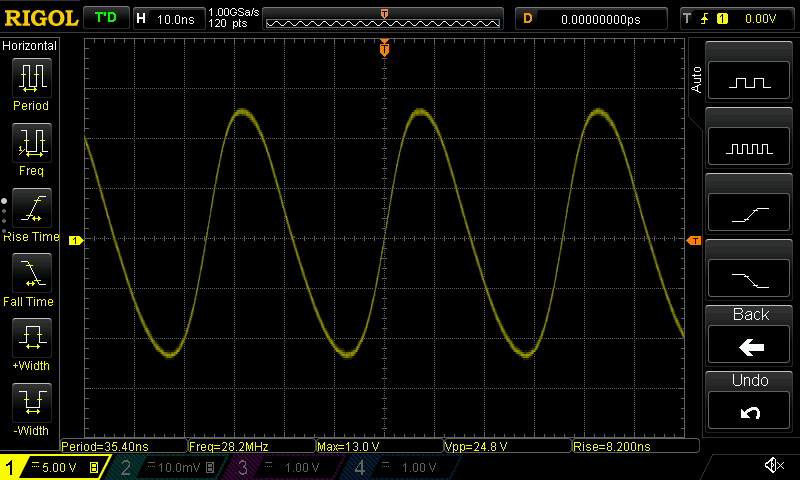 RIGOL T'D H 10.0ns 1.00GSa/s 120 pts T D 0.00000000ps T 1 0.00V
Horizontal
T
Auto
Period
Freq
Rise Time
1 T
Fall Time
+Width
Back
-Width
Undo
Period=35.40ns Freq=28.2MHz Max=13.0 V Vpp=24.8 V Rise=8.200ns
1 5.00 V B 2 10.0mV B 3 1.00 V 4 1.00 V